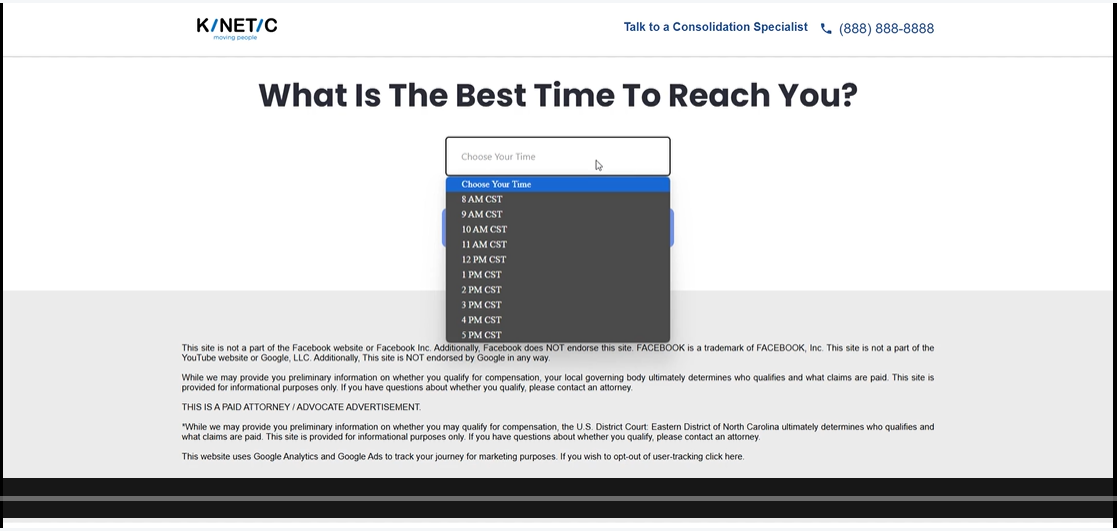 K/NET/C
moving people
Talk to a Consolidation Specialist (888) 888-8888
What Is The Best Time To Reach You?
Choose Your Time
Choose Your Time
8 AM CST
9 AM CST
10 AM CST
11 AM CST
12 PM CST
1 PM CST
2 PM CST
3 PM CST
4 PM CST
5 PM CST
This site is not a part of the Facebook website or Facebook Inc. Additionally, Facebook does NOT endorse this site. FACEBOOK is a trademark of FACEBOOK, Inc. This site is not a part of the
YouTube website or Google, LLC. Additionally, This site is NOT endorsed by Google in any way.
While we may provide you preliminary information on whether you qualify for compensation, your local governing body ultimately determines who qualifies and what claims are paid. This site is
provided for informational purposes only. If you have questions about whether you qualify, please contact an attorney.
THIS IS A PAID ATTORNEY / ADVOCATE ADVERTISEMENT.
*While we may provide you preliminary information on whether you may qualify for compensation, the U.S. District Court: Eastern District of North Carolina ultimately determines who qualifies and
what claims are paid. This site is provided for informational purposes only. If you have questions about whether you qualify, please contact an attorney.
This website uses Google Analytics and Google Ads to track your journey for marketing purposes. If you wish to opt-out of user-tracking click here.